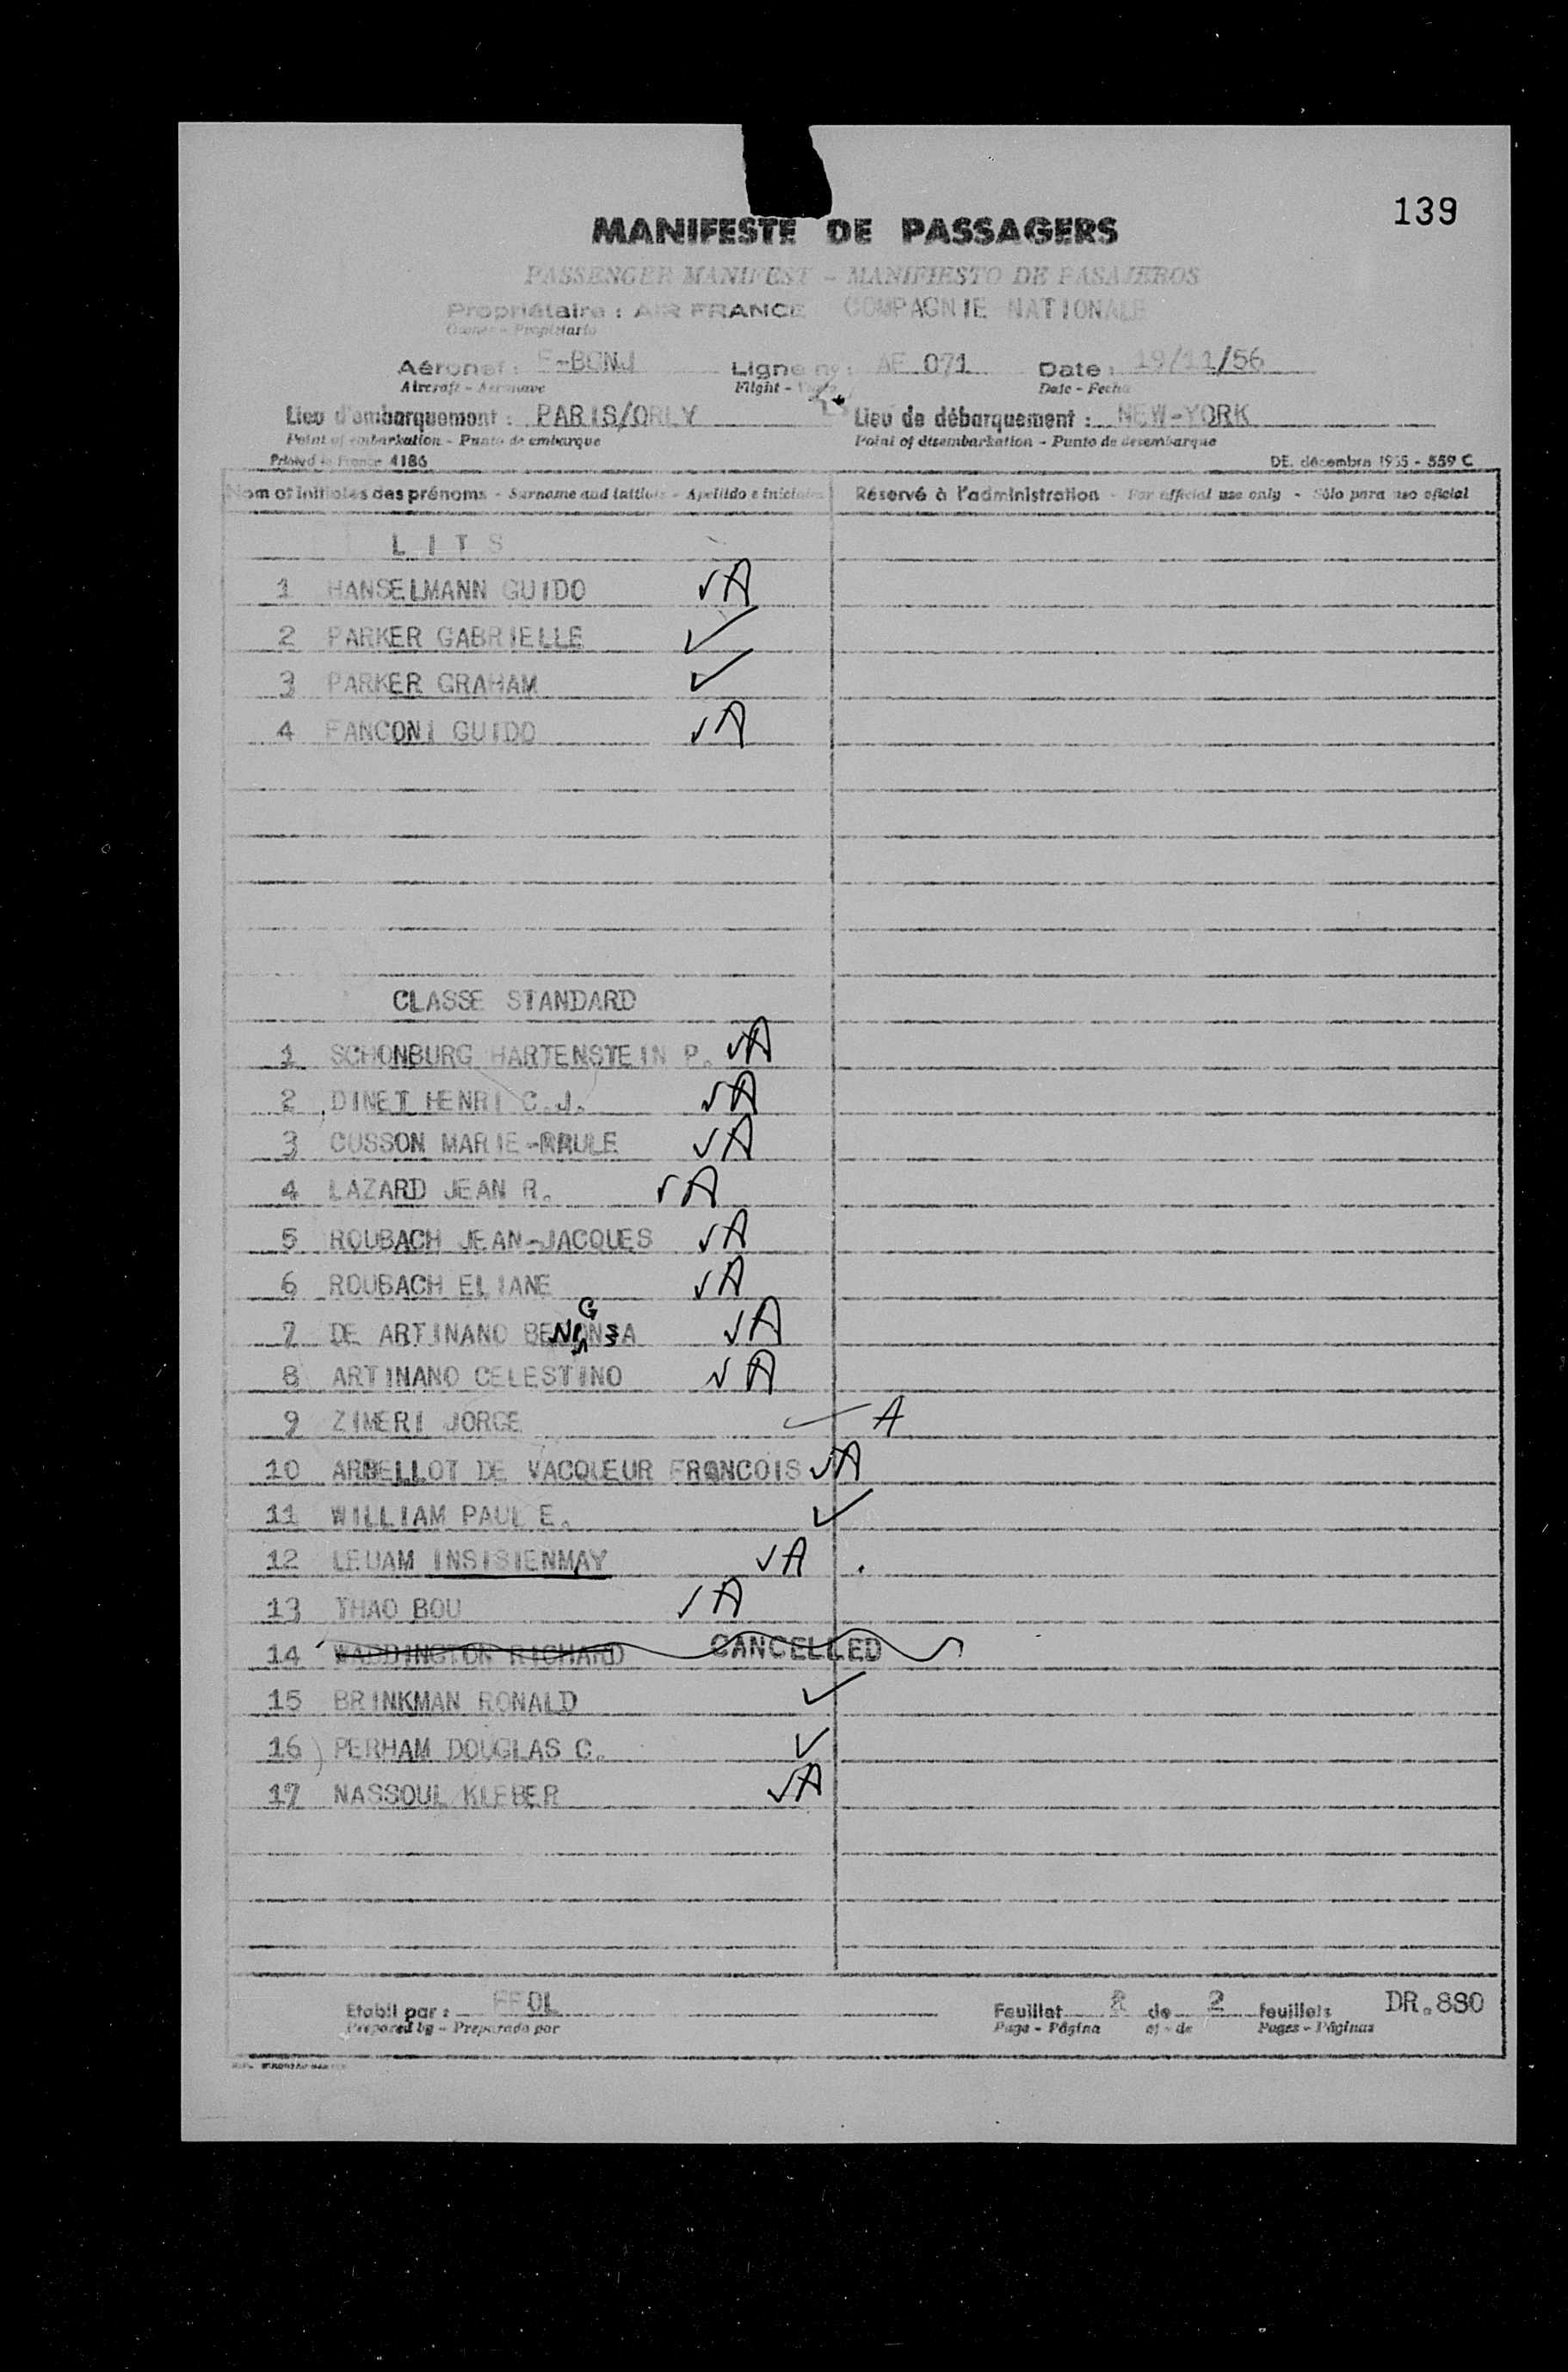 139
MANIFESTE DE PASSAGERS
PASSENGER MANIFEST - MANIFIESTO DE PASAJEROS
Propriétaire : AIR FRANCE COMPAGNIE NATIONALE
Owner - Propietario
Aéronef : F-BGNJ Ligne n° : AF 071 Date : 19/11/56
Aircraft - Aeronave Flight - Date - Fecha
Lieu d'embarquement : PARIS/ORLY Lieu de débarquement : NEW-YORK
Point of embarkation - Punto de embarque Point of disembarkation - Punto de desembarque
Printed in France 4186 DE. décembre 1955 - 559 C
Nom et initiales des prénoms - Surname and initials - Apellido e iniciales Réservé à l'administration - For official use only - Sólo para uso oficial
LITS
1 HANSELMANN GUIDO ✓A
2 PARKER GABRIELLE ✓
3 PARKER GRAHAM ✓
4 FANCONI GUIDO ✓A
CLASSE STANDARD
1 SCHONBURG HARTENSTEIN P. ✓A
2 DINET HENRI C.J. ✓A
3 CUSSON MARIE-PAULE ✓A
4 LAZARD JEAN R. ✓A
5 ROUBACH JEAN-JACQUES ✓A
6 ROUBACH ELIANE ✓A
7 DE ARTINANO ✓A
8 ARTINANO CELESTINO ✓A
9 ZIMERI JORGE ✓ A
10 ARBELLOT DE VACQUEUR FRANCOIS ✓A
11 WILLIAM PAUL E. ✓
12 LEUAM INSISIENMAY ✓A
13 THAO BOU ✓A
14 WADDINGTON RICHARD CANCELLED
15 BRINKMAN RONALD ✓
16 PERHAM DOUGLAS C. ✓
17 NASSOUL KLEBER ✓A
Etabli par : Feuillet 2 de 2 feuillets DR.880
Prepared by - Preparado por Page - Página of - de Pages - Páginas